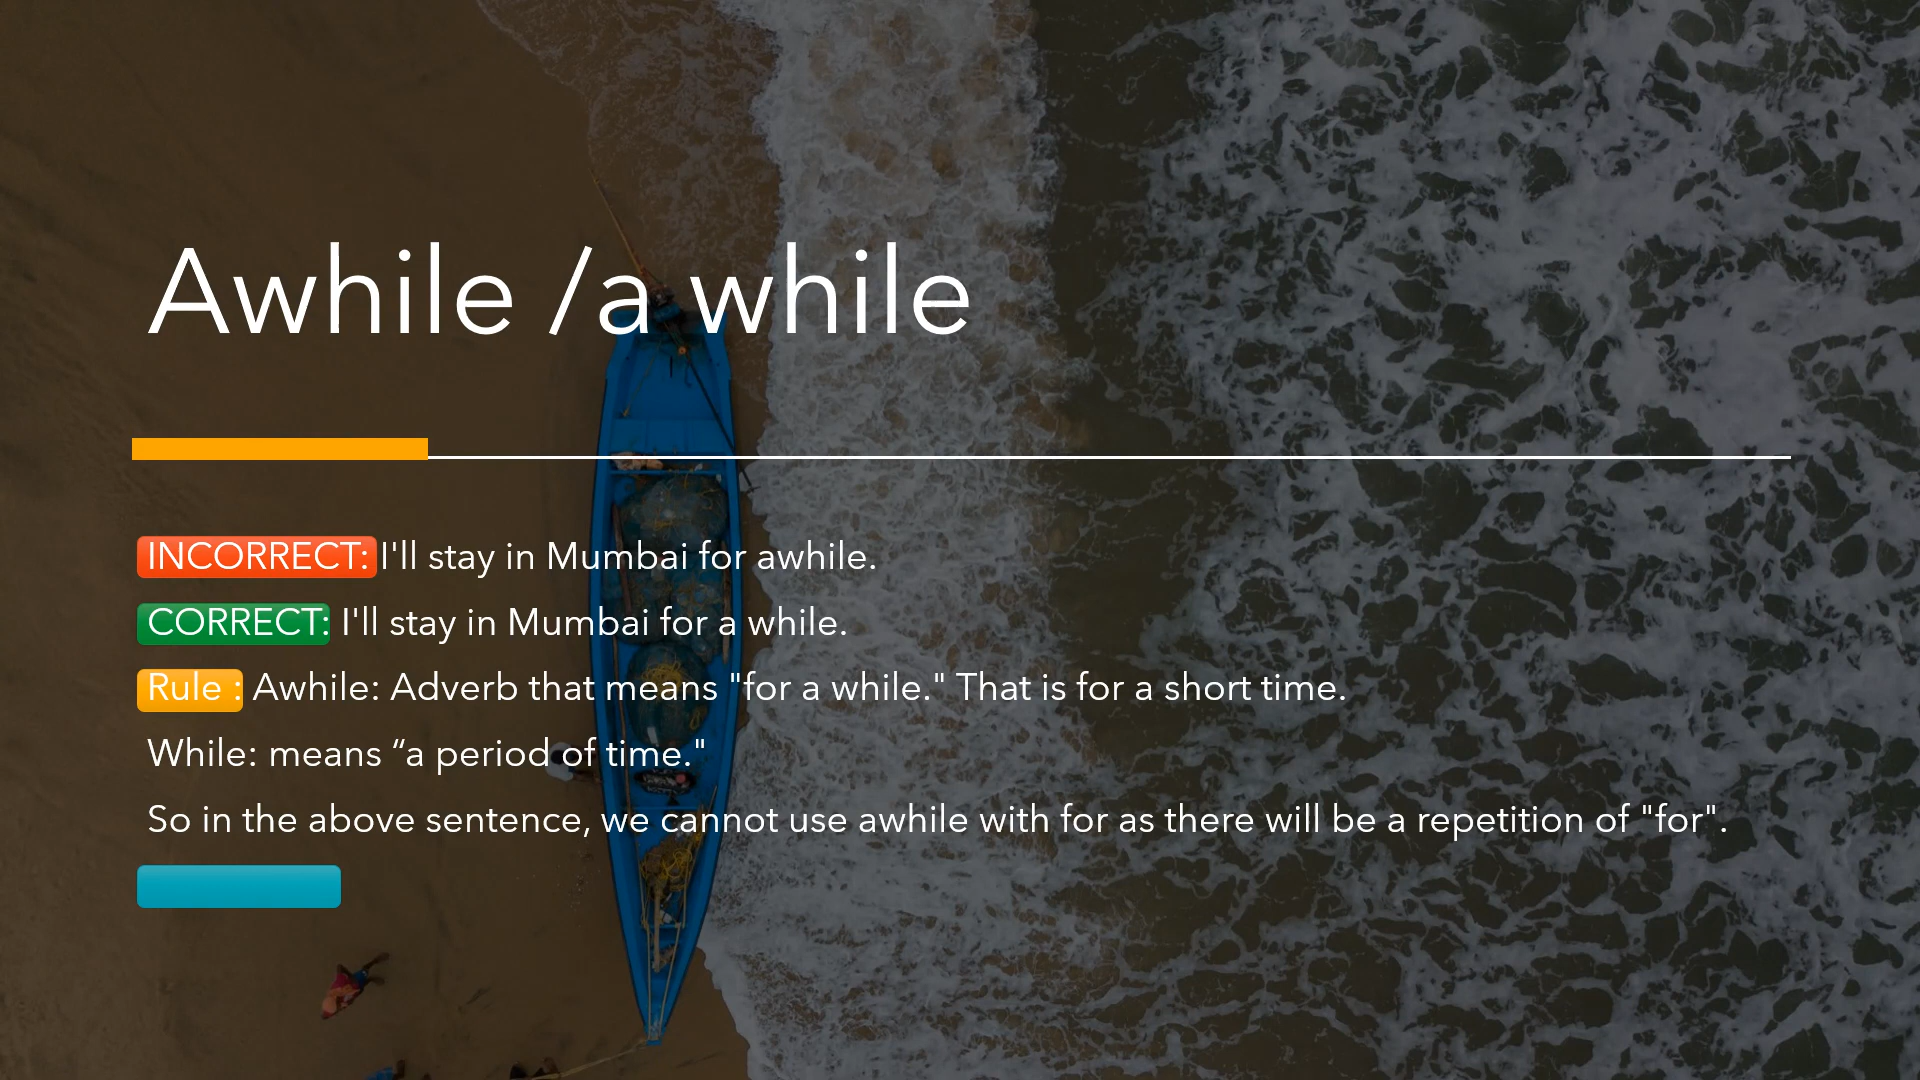 Awhile /a while
INCORRECT: I'll stay in Mumbai for awhile.
CORRECT: I'll stay in Mumbai for a while.
Rule : Awhile: Adverb that means "for a while." That is for a short time.
While: means “a period of time."
So in the above sentence, we cannot use awhile with for as there will be a repetition of "for".